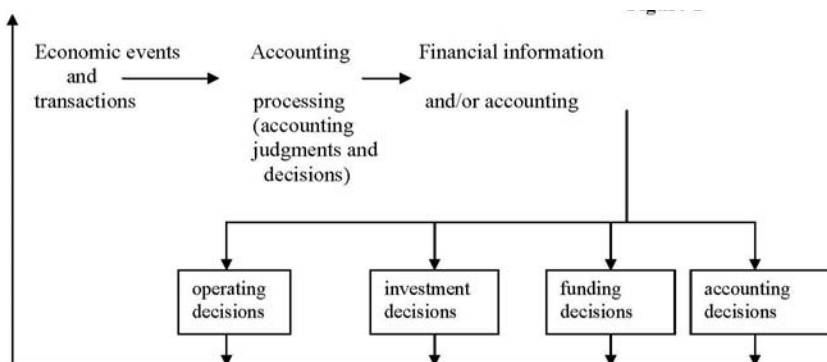 Economic events
and
transactions
Accounting
processing
(accounting
judgments and
decisions)
Financial information
and/or accounting
operating
decisions
investment
decisions
funding
decisions
accounting
decisions